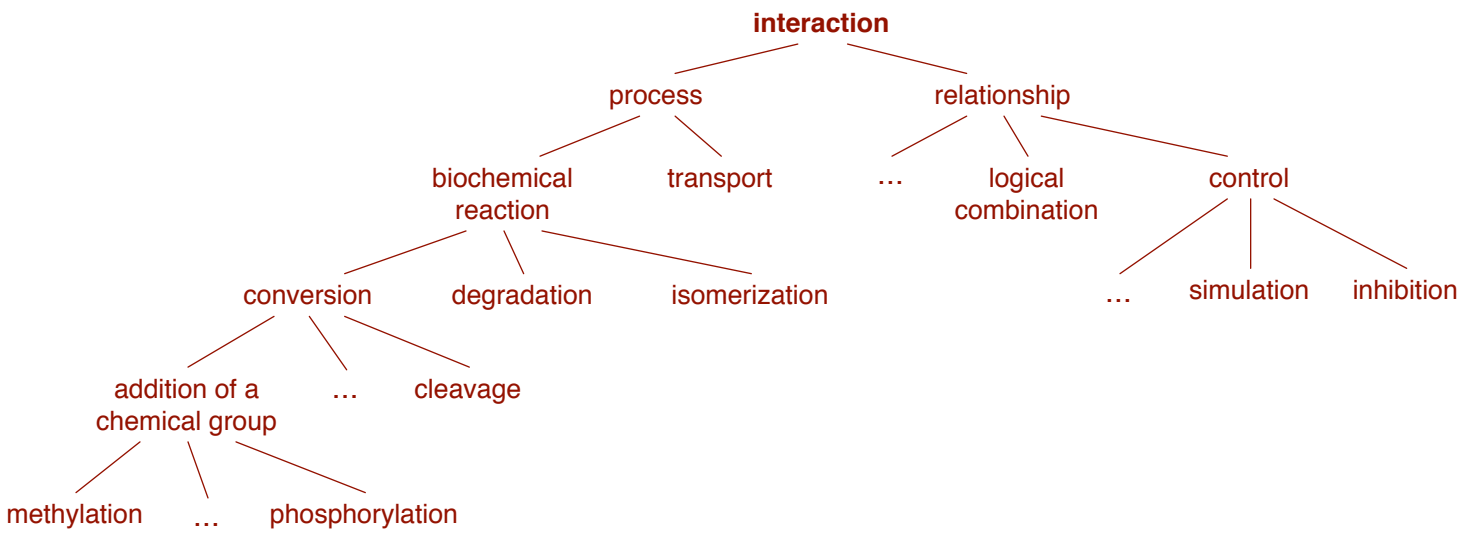 interaction
process
relationship
biochemical
reaction
transport
...
logical
combination
control
conversion
degradation
isomerization
...
simulation
inhibition
addition of a
chemical group
...
cleavage
methylation
...
phosphorylation